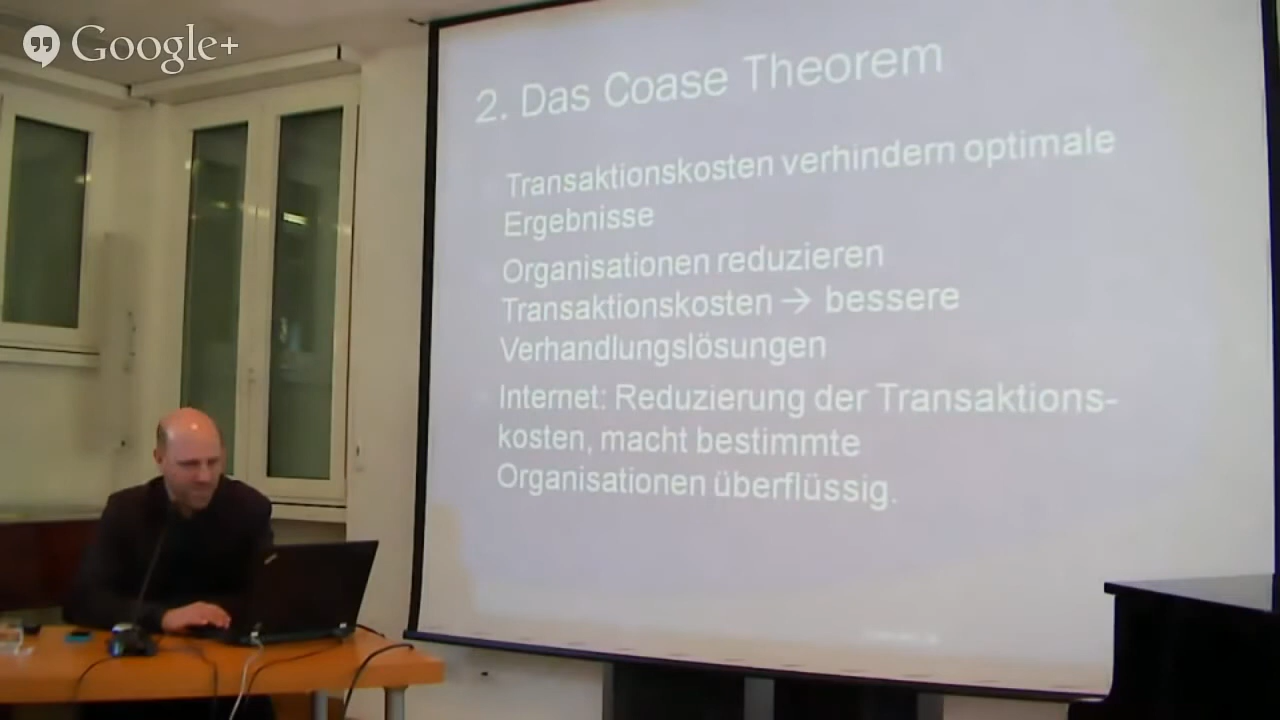 Google+
2. Das Coase Theorem
Transaktionskosten verhindern optimale
Ergebnisse
Organisationen reduzieren
Transaktionskosten → bessere
Verhandlungslösungen
Internet: Reduzierung der Transaktions-
kosten, macht bestimmte
Organisationen überflüssig.